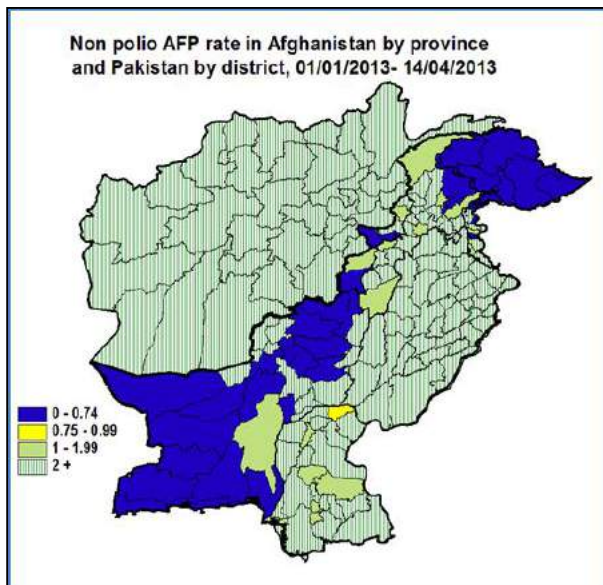 Non polio AFP rate in Afghanistan by province
and Pakistan by district, 01/01/2013- 14/04/2013
0 - 0.74
0.75 - 0.99
1 - 1.99
2 +